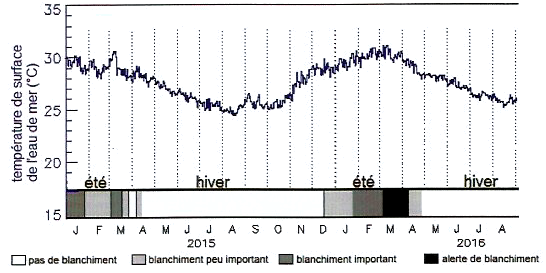 35
30
25
20
15
température de surface
de l'eau de mer (°C)
été hiver été hiver
J F M A M J J A S O N D J F M A M J J A
2015 2016
pas de blanchiment blanchiment peu important blanchiment important alerte de blanchiment